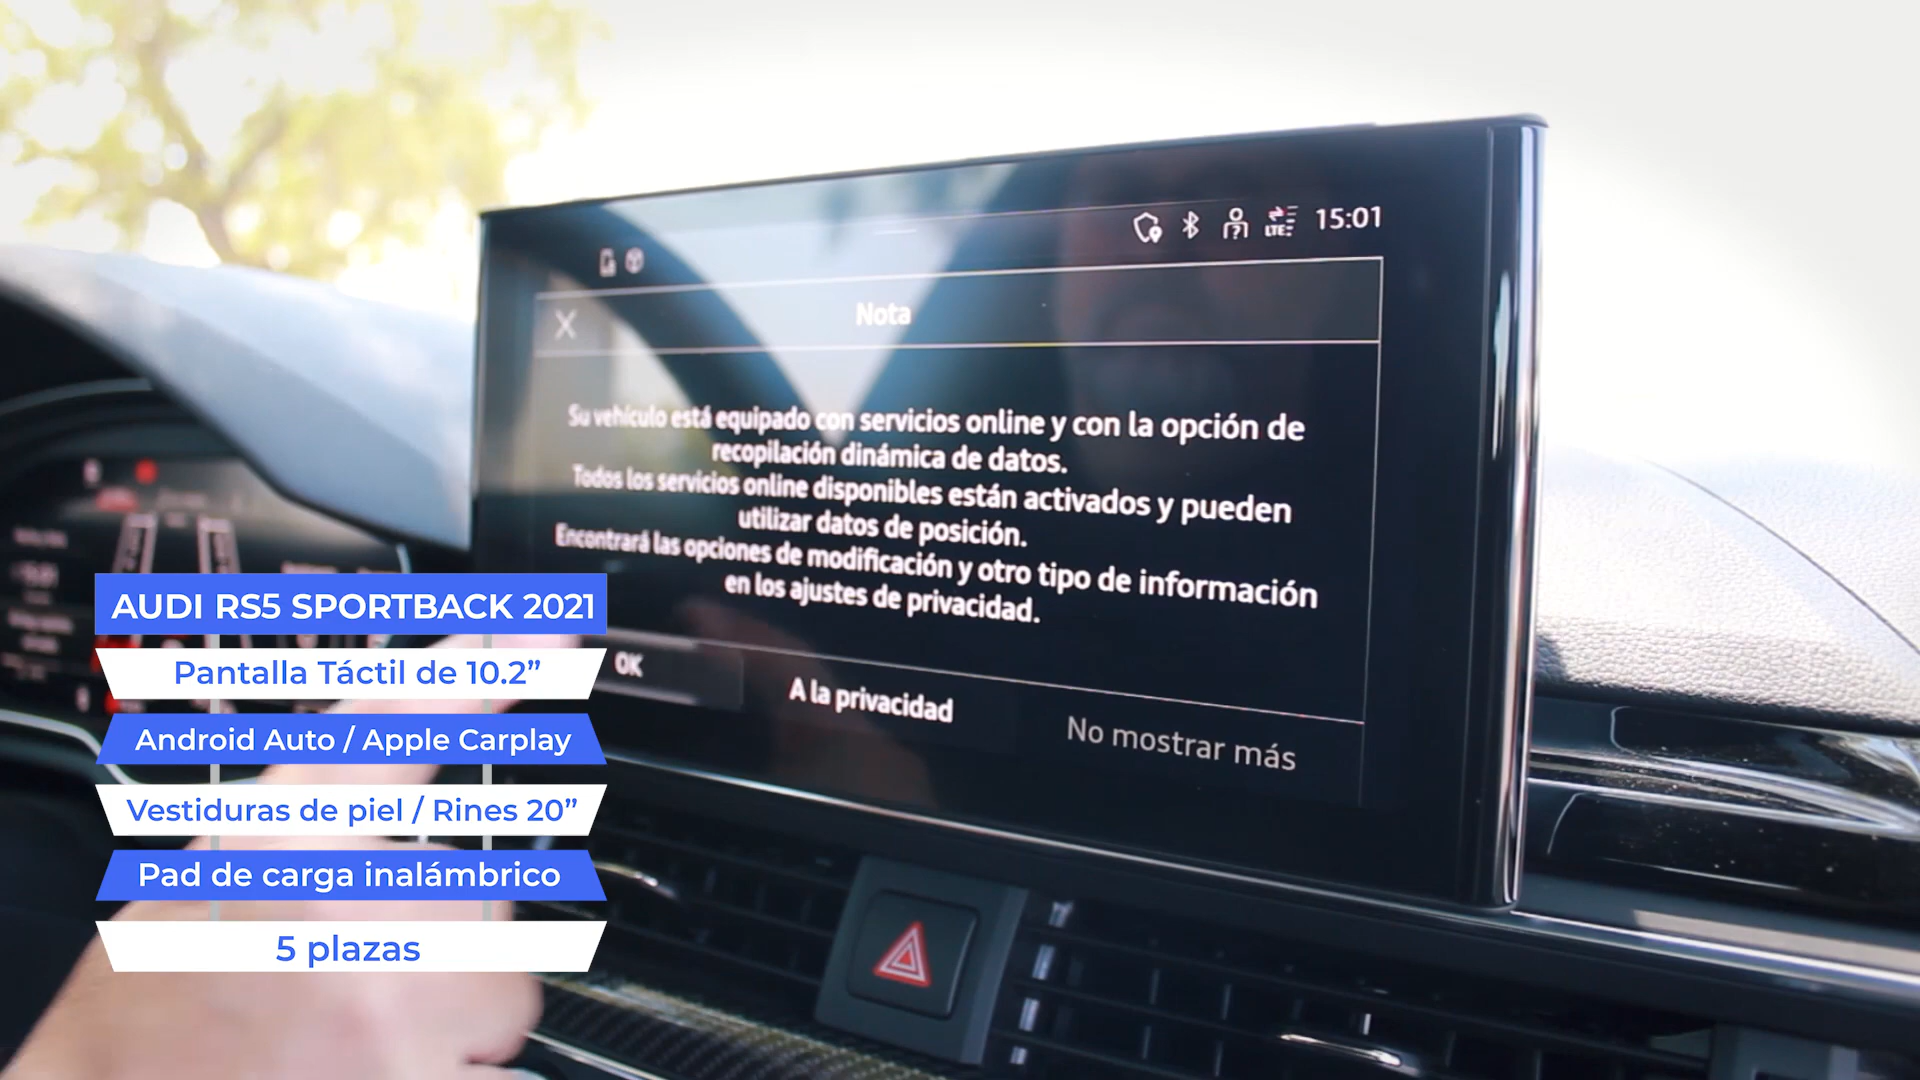 LTE
15:01
Nota
Su vehículo está equipado con servicios online y con la opción de
recopilación dinámica de datos.
Todos los servicios online disponibles están activados y pueden
utilizar datos de posición.
Encontrará las opciones de modificación y otro tipo de información
en los ajustes de privacidad.
OK
A la privacidad
No mostrar más
AUDI RS5 SPORTBACK 2021
Pantalla Táctil de 10.2”
Android Auto / Apple Carplay
Vestiduras de piel / Rines 20”
Pad de carga inalámbrico
5 plazas